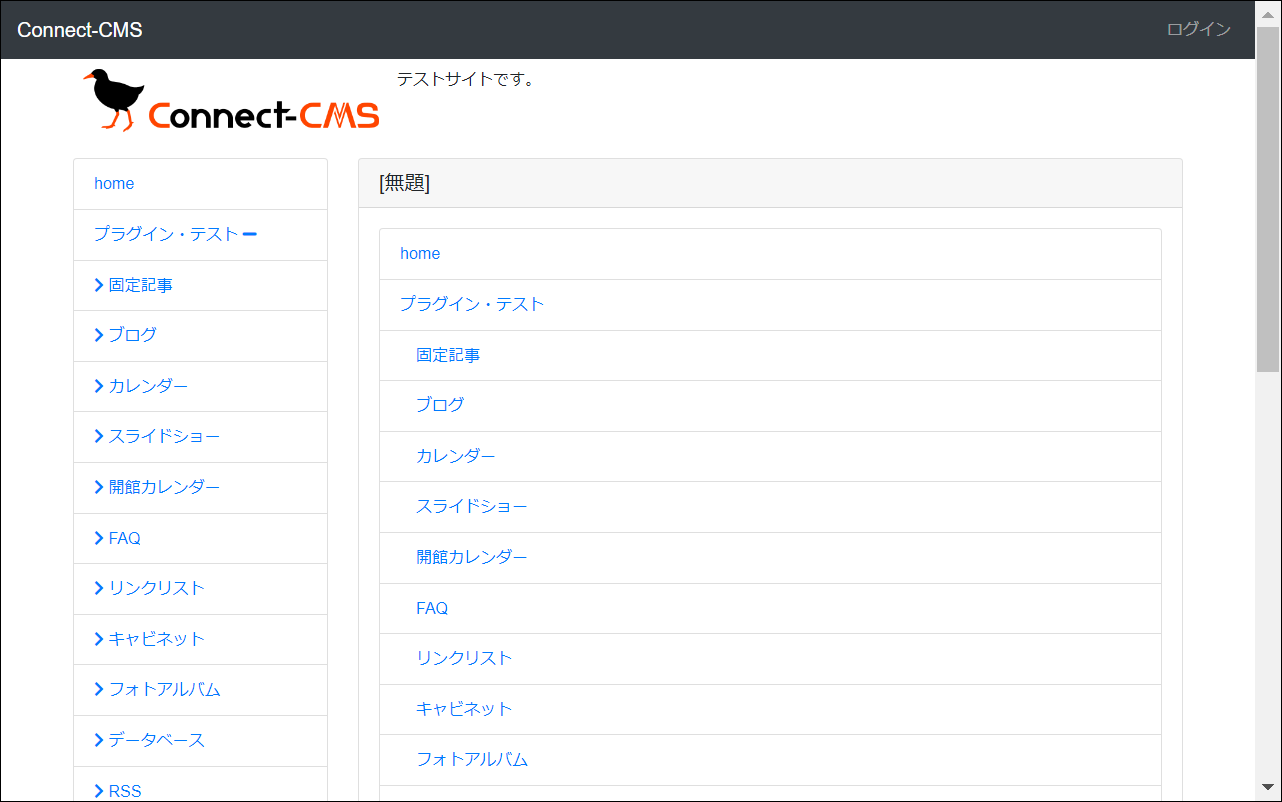 Connect-CMS
ログイン
Connect-CMS
テストサイトです。
home
プラグイン・テスト
固定記事
ブログ
カレンダー
スライドショー
開館カレンダー
FAQ
リンクリスト
キャビネット
フォトアルバム
データベース
RSS
[無題]
home
プラグイン・テスト
固定記事
ブログ
カレンダー
スライドショー
開館カレンダー
FAQ
リンクリスト
キャビネット
フォトアルバム